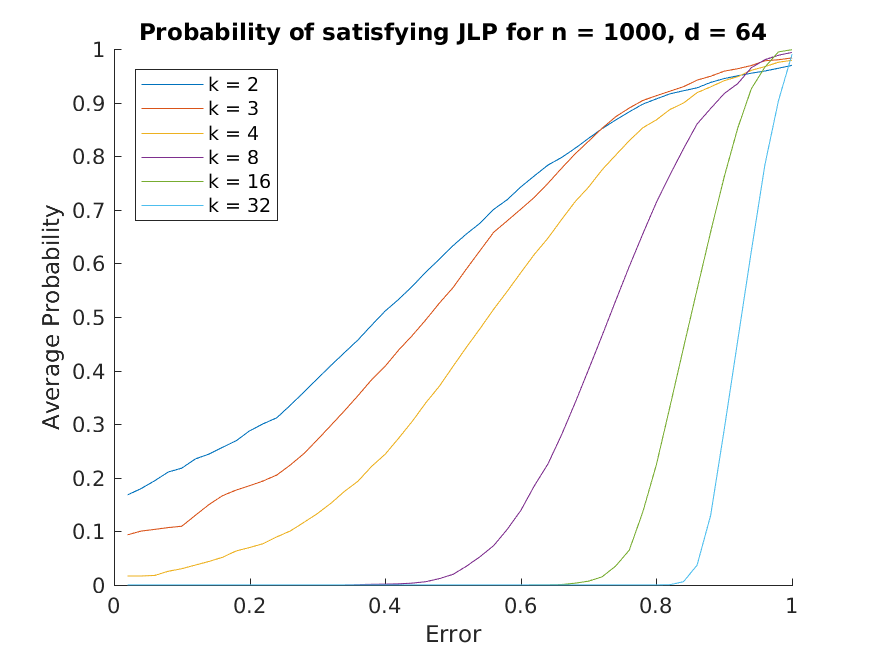 Probability of satisfying JLP for n = 1000, d = 64
1
0.9
0.8
0.7
0.6
0.5
0.4
0.3
0.2
0.1
0
k = 2
k = 3
k = 4
k = 8
k = 16
k = 32
Average Probability
0 0.2 0.4 0.6 0.8 1
Error